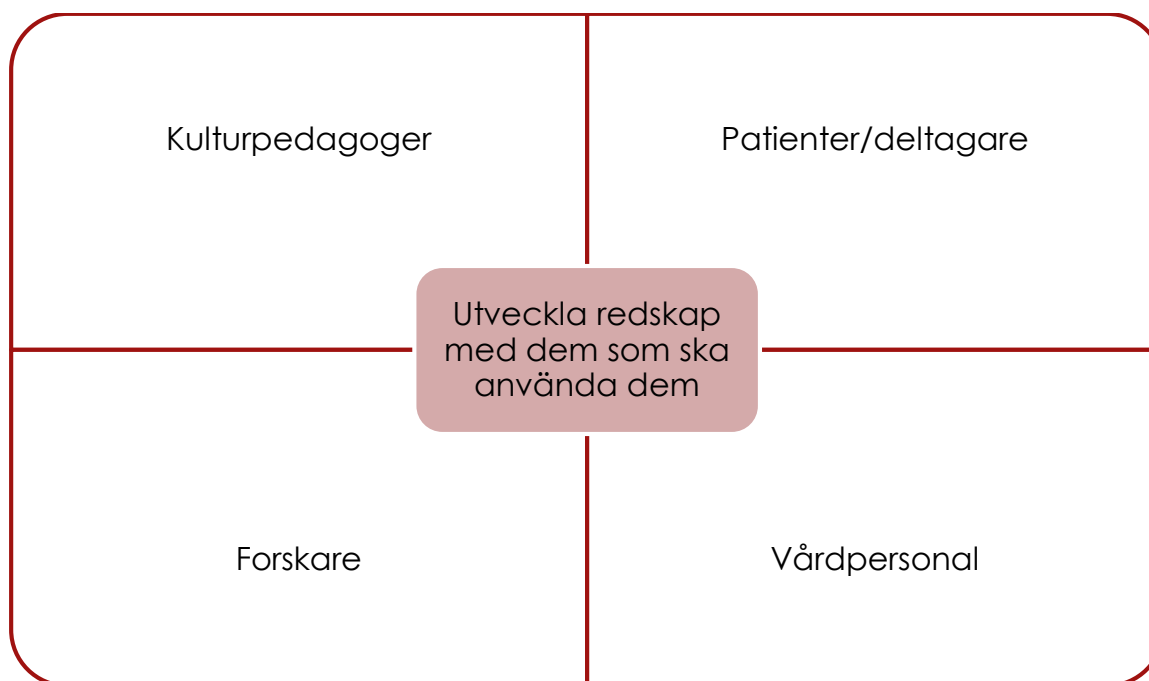 Kulturpedagoger
Patienter/deltagare
Utveckla redskap
med dem som ska
använda dem
Forskare
Vårdpersonal